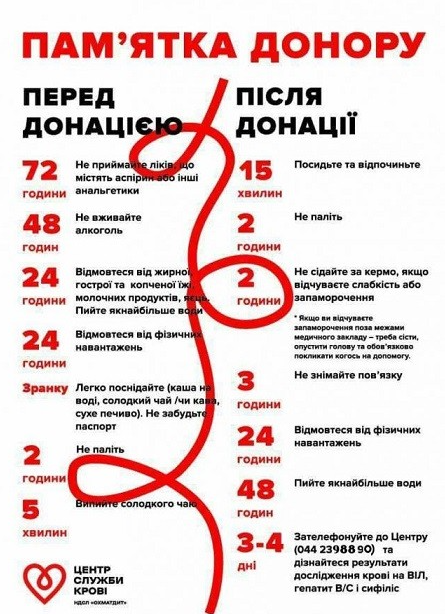 ПАМ’ЯТКА ДОНОРУ
ПЕРЕД
ДОНАЦІЄЮ
72
години
Не приймайте ліків, що
містять аспірин або інші
анальгетики
48
годин
Не вживайте
алкоголь
24
години
Відмовтеся від жирної,
гострої та копченої їжі,
молочних продуктів, яєць.
Пийте якнайбільше води
24
години
Відмовтеся від фізичних
навантажень
Зранку
Легко поснідайте (каша на
воді, солодкий чай /чи кава,
сухе печиво). Не забудьте
паспорт
2
години
Не паліть
5
хвилин
Випийте солодкого чаю
ЦЕНТР
СЛУЖБИ
КРОВІ
НДСЛ «ОХМАТДИТ»
ПІСЛЯ
ДОНАЦІЇ
15
хвилин
Посидьте та відпочиньте
2
години
Не паліть
2
години
Не сідайте за кермо, якщо
відчуваєте слабкість або
запаморочення
* Якщо ви відчуваєте
запаморочення поза межами
медичного закладу – треба сісти,
опустити голову та обов’язково
покликати когось на допомогу.
3
години
Не знімайте пов’язку
24
години
Відмовтеся від фізичних
навантажень
48
годин
Пийте якнайбільше води
3-4
дні
Зателефонуйте до Центру
(044 2398890) та
дізнайтеся результати
дослідження крові на ВІЛ,
гепатит В/С і сифіліс